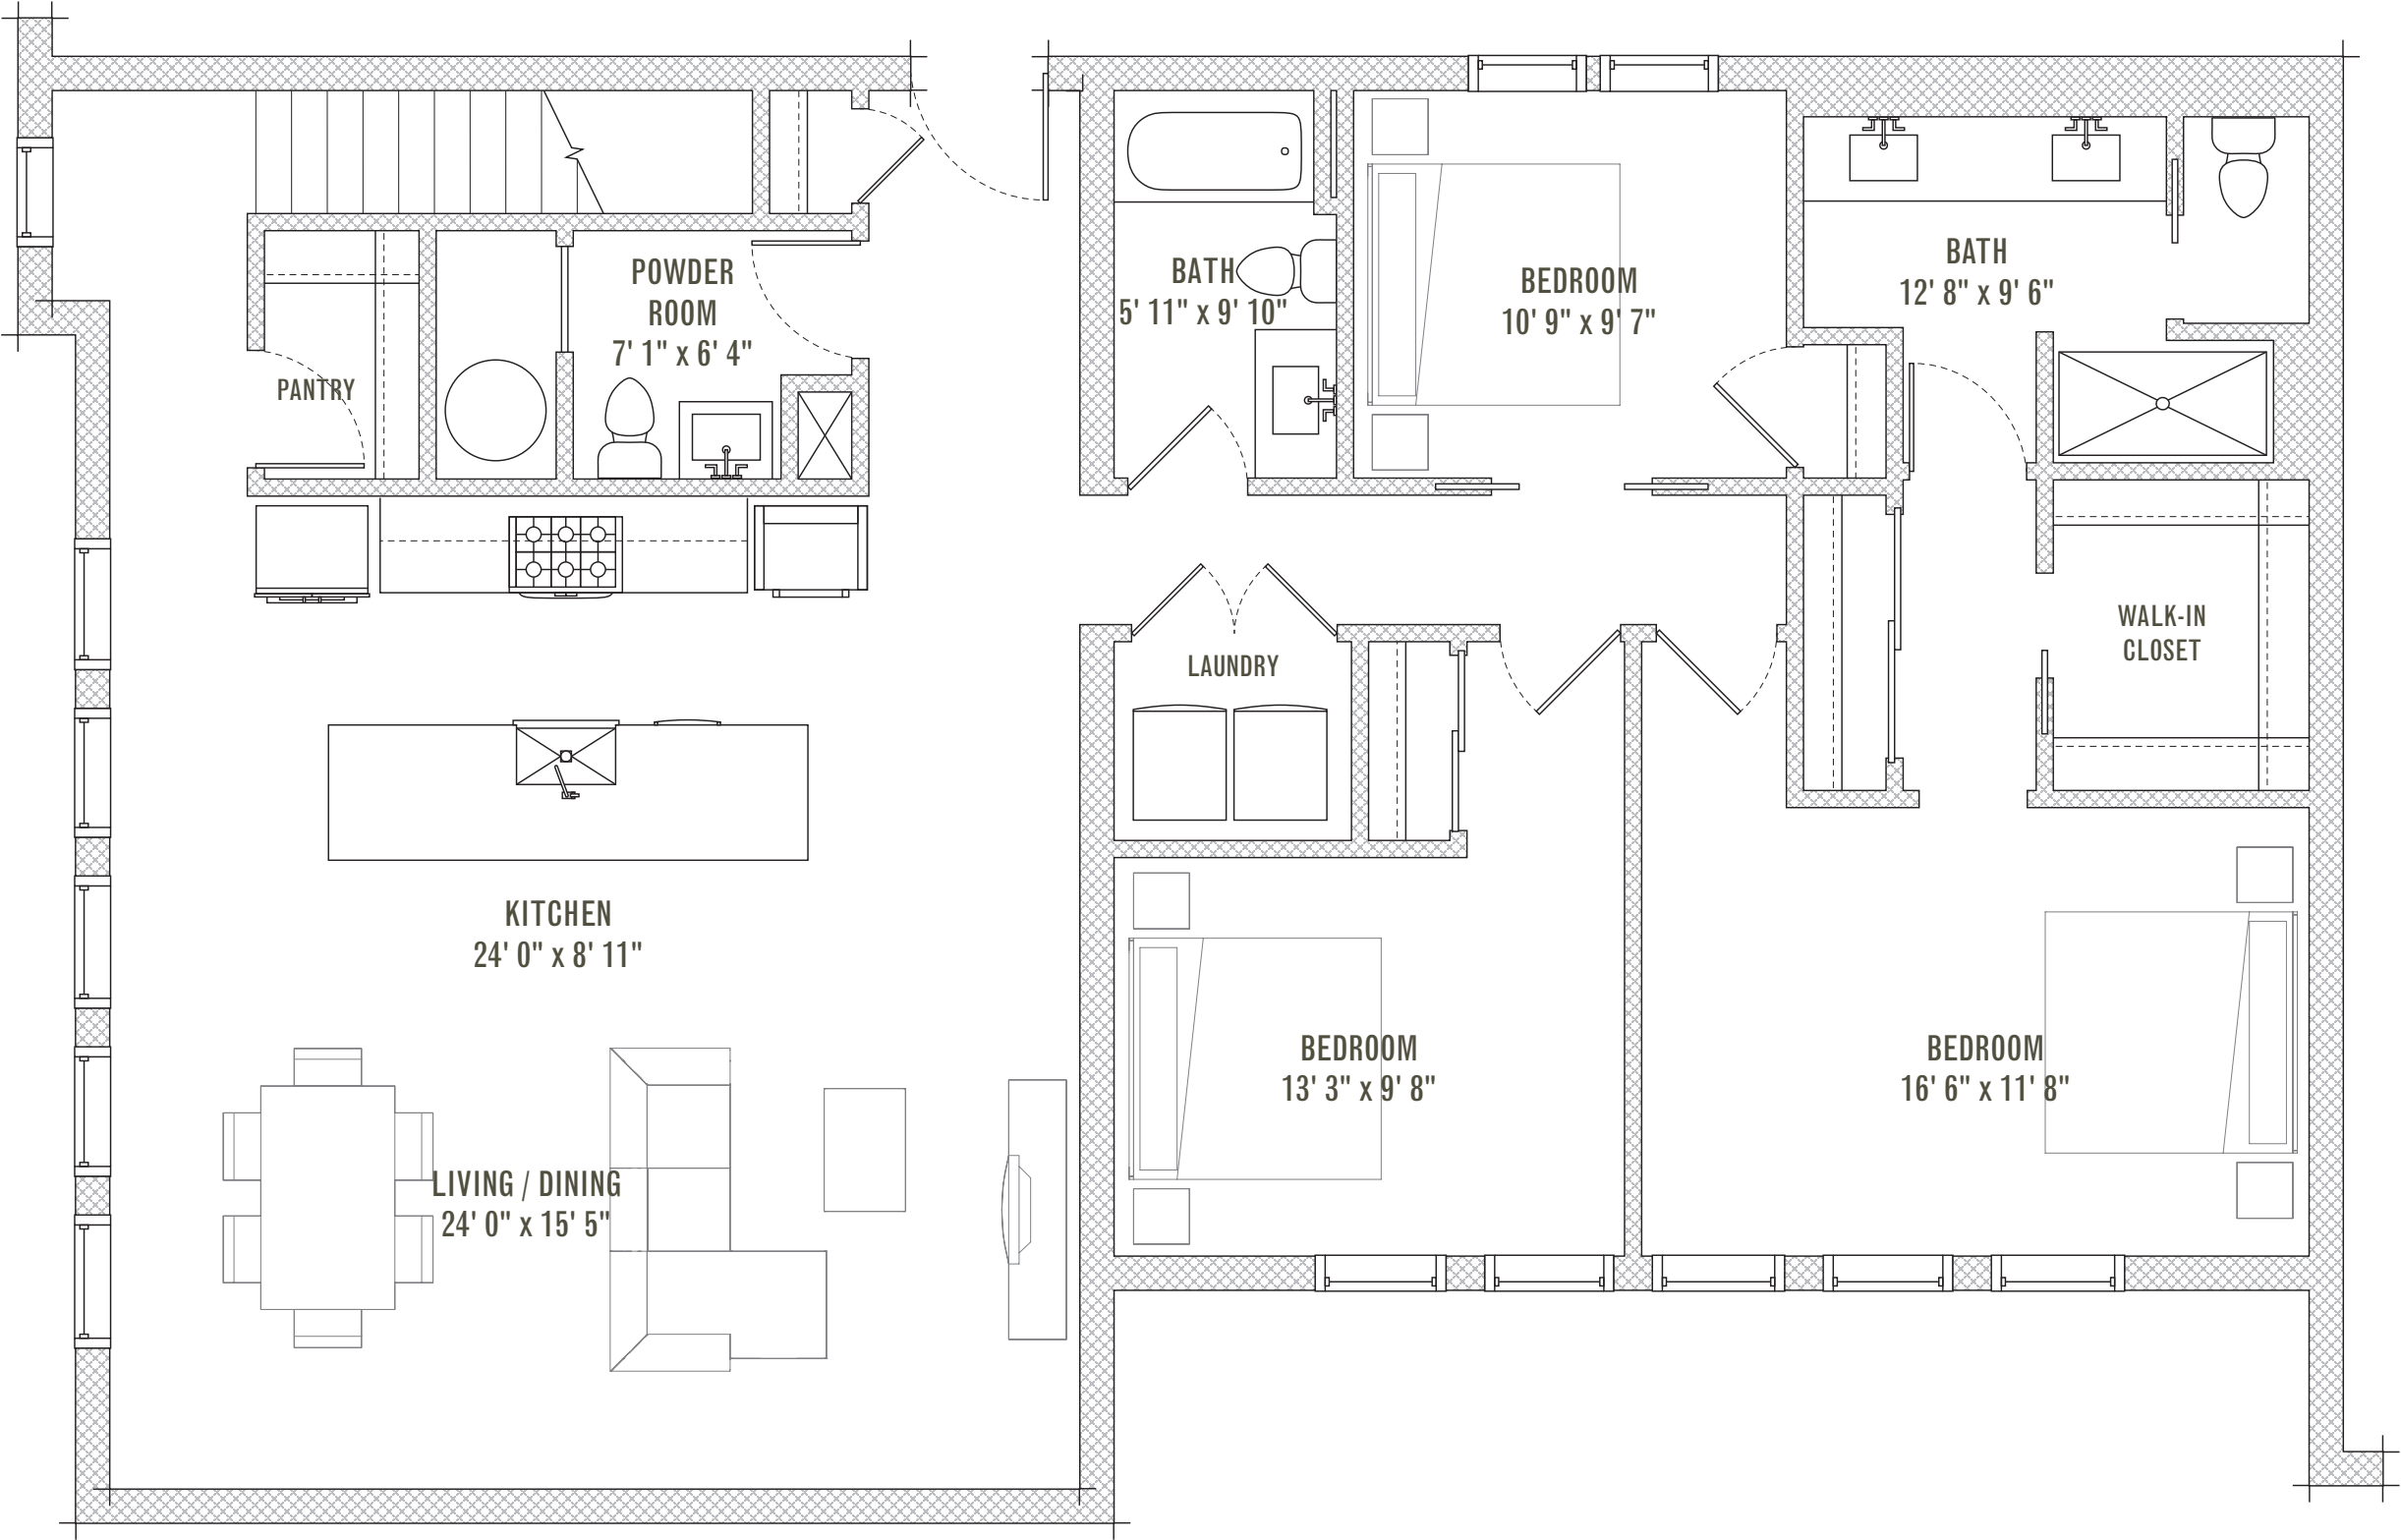 POWDER
ROOM
7' 1" x 6' 4"
PANTRY
BATH
5' 11" x 9' 10"
BEDROOM
10' 9" x 9' 7"
BATH
12' 8" x 9' 6"
WALK-IN
CLOSET
LAUNDRY
KITCHEN
24' 0" x 8' 11"
LIVING / DINING
24' 0" x 15' 5"
BEDROOM
13' 3" x 9' 8"
BEDROOM
16' 6" x 11' 8"